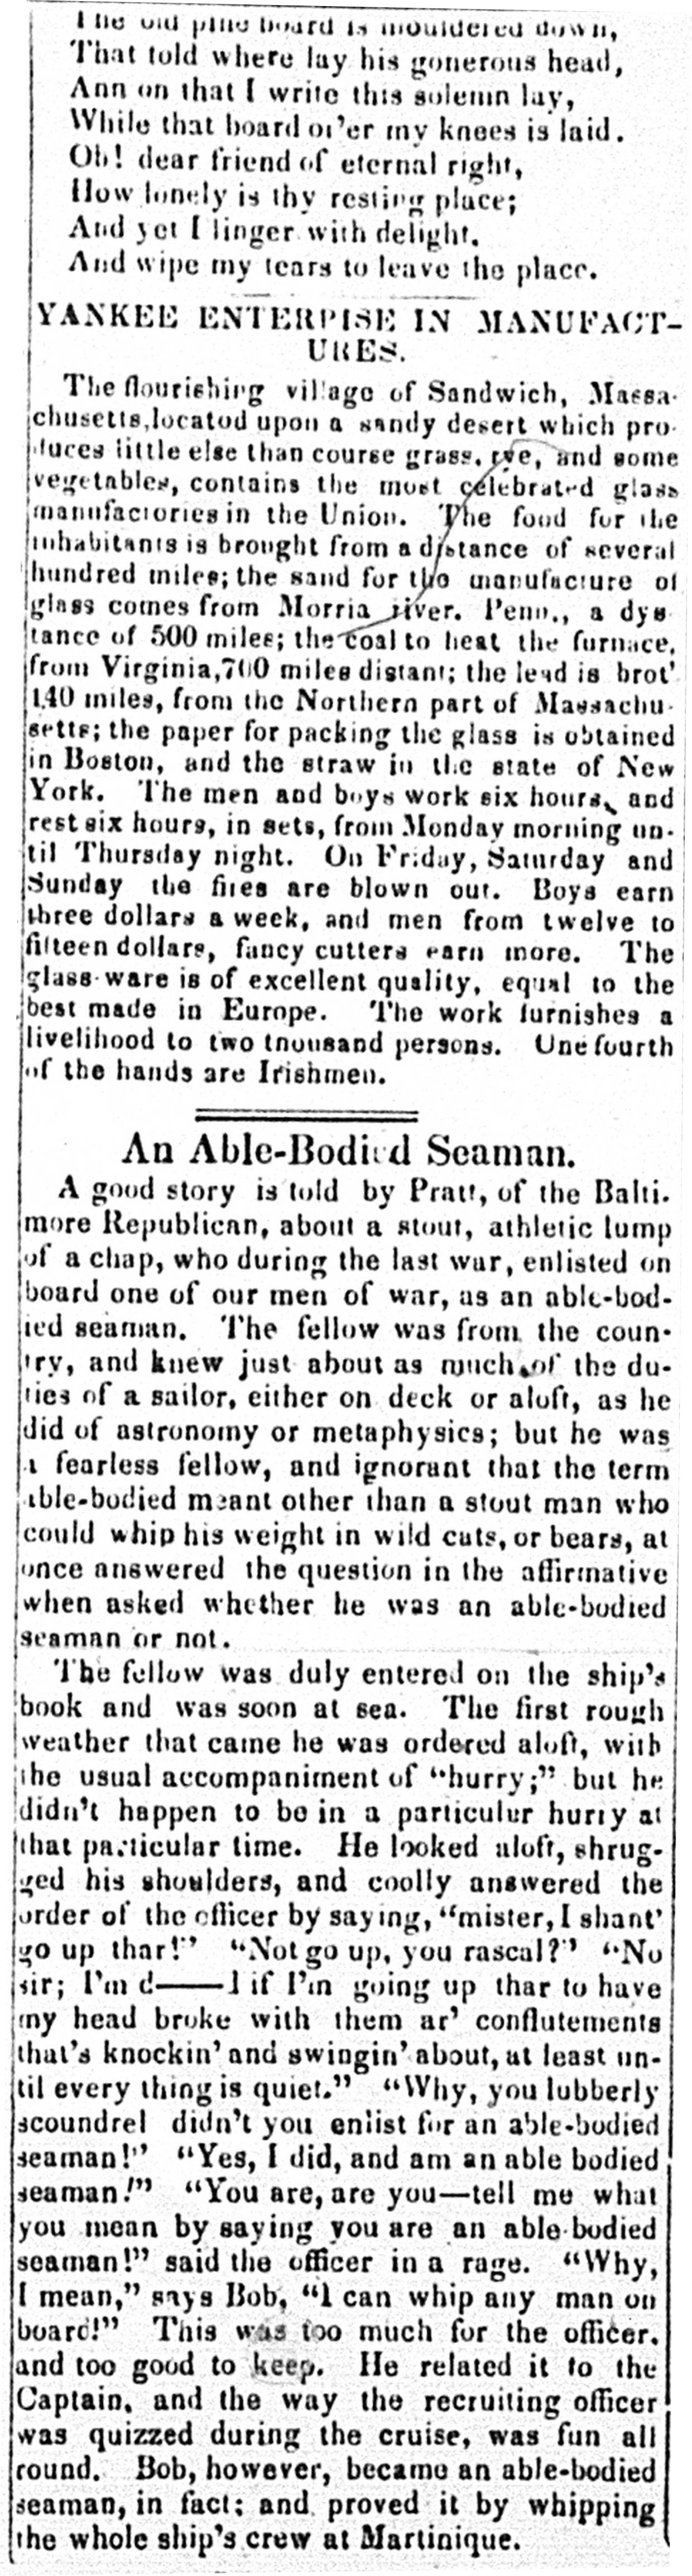 The old pine board is mouldered down,
That told where lay his gonerous head,
Ann on that I write this solemn lay,
While that board oi'er my knees is laid.
Oh! dear friend of eternal right,
How lonely is thy resting place;
And yet I linger with delight,
And wipe my tears to leave the place.
YANKEE ENTERPISE IN MANUFACT-
URES.
The flourishing village of Sandwich, Massa-
chusetts, located upon a sandy desert which pro-
duces little else than course grass, rye, and some
vegetables, contains the most celebrated glass
manufactories in the Union. The food for the
inhabitants is brought from a distance of several
hundred miles; the sand for the manufacture of
glass comes from Morria river. Penn., a dys-
tance of 500 miles; the coal to heat the furnace,
from Virginia, 700 miles distant; the lead is brot'
140 miles, from the Northern part of Massachu-
setts; the paper for packing the glass is obtained
in Boston, and the straw in the state of New
York. The men and boys work six hours, and
rest six hours, in sets, from Monday morning un-
til Thursday night. On Friday, Saturday and
Sunday the fires are blown out. Boys earn
three dollars a week, and men from twelve to
fifteen dollars, fancy cutters earn more. The
glass-ware is of excellent quality, equal to the
best made in Europe. The work furnishes a
livelihood to two tnousand persons. One fourth
of the hands are Irishmen.
An Able-Bodied Seaman.
A good story is told by Pratt, of the Balti-
more Republican, about a stout, athletic lump
of a chap, who during the last war, enlisted on
board one of our men of war, as an able-bod-
ied seaman. The fellow was from the coun-
try, and knew just about as much of the du-
ties of a sailor, either on deck or aloft, as he
did of astronomy or metaphysics; but he was
a fearless fellow, and ignorant that the term
able-bodied meant other than a stout man who
could whip his weight in wild cats, or bears, at
once answered the question in the affirmative
when asked whether he was an able-bodied
seaman or not.
The fellow was duly entered on the ship's
book and was soon at sea. The first rough
weather that came he was ordered aloft, with
the usual accompaniment of "hurry;" but he
didn't happen to be in a particular hurry at
that particular time. He looked aloft, shrug-
ged his shoulders, and coolly answered the
order of the officer by saying, "mister, I shant'
go up thar!" "Not go up, you rascal?" "No
sir; I'm d——d if I'm going up thar to have
my head broke with them ar' conflutements
that's knockin' and swingin' about, at least un-
til every thing is quiet." "Why, you lubberly
scoundrel didn't you enlist for an able-bodied
seaman!" "Yes, I did, and am an able bodied
seaman!" "You are, are you—tell me what
you mean by saying you are an able-bodied
seaman!" said the officer in a rage. "Why,
I mean," says Bob, "I can whip any man on
board!" This was too much for the officer,
and too good to keep. He related it to the
Captain, and the way the recruiting officer
was quizzed during the cruise, was fun all
round. Bob, however, became an able-bodied
seaman, in fact; and proved it by whipping
the whole ship's crew at Martinique.